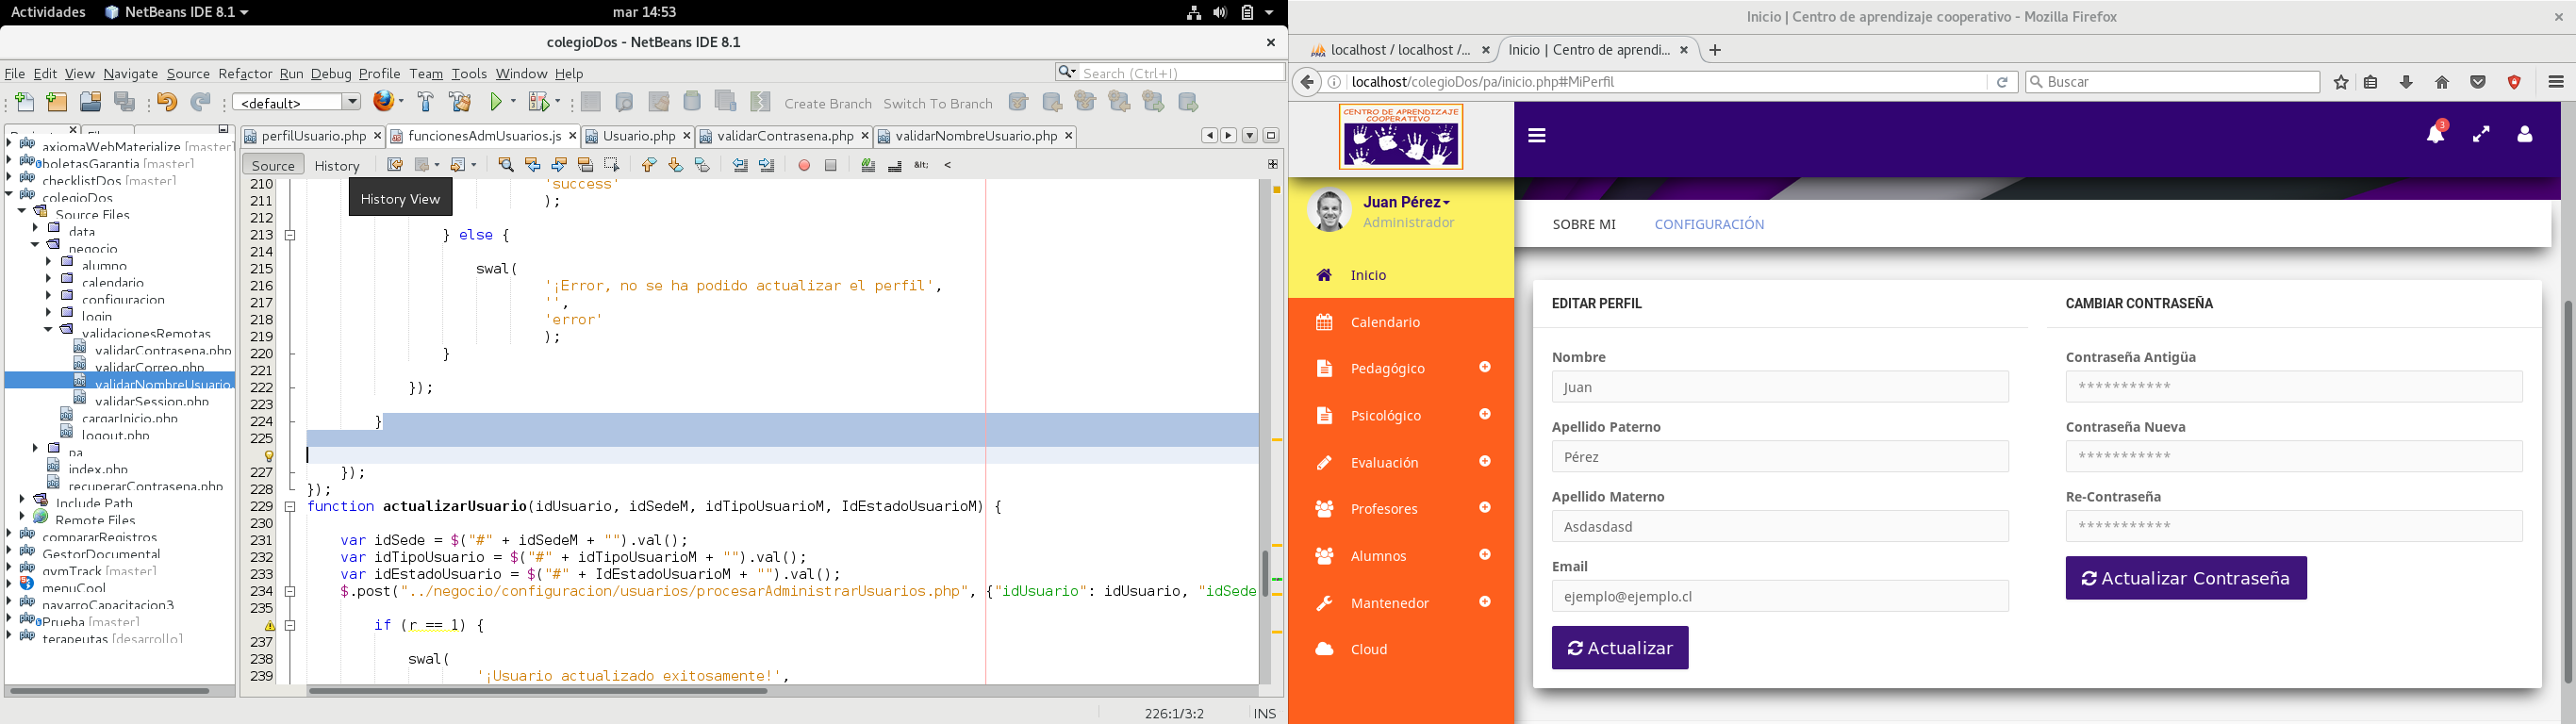 Actividades NetBeans IDE 8.1 mar 14:53
colegioDos - NetBeans IDE 8.1
File Edit View Navigate Source Refactor Run Debug Profile Team Tools Window Help
Search (Ctrl+I)
<default> Create Branch Switch To Branch
axiomaWebMaterialize [master]
boletasGarantia [master]
checklistDos [master]
colegioDos
Source Files
data
negocio
alumno
calendario
configuracion
login
validacionesRemotas
validarContrasena.php
validarCorreo.php
validarNombreUsuario.
validarSession.php
cargarInicio.php
logout.php
pa
index.php
recuperarContrasena.php
Include Path
Remote Files
compararRegistros
GestorDocumental
gymTrack [master]
menuCool
navarroCapacitacion3
Prueba [master]
terapeutas [desarrollo]
perfilUsuario.php funcionesAdmUsuarios.js Usuario.php validarContrasena.php validarNombreUsuario.php
Source History
History View
210 'success'
211 );
212
213 } else {
214
215 swal(
216 '¡Error, no se ha podido actualizar el perfil',
217 '',
218 'error'
219 );
220 }
221
222 });
223
224 }
225
227 });
228 });
229 function actualizarUsuario(idUsuario, idSedeM, idTipoUsuarioM, IdEstadoUsuarioM) {
230
231 var idSede = $("#" + idSedeM + "").val();
232 var idTipoUsuario = $("#" + idTipoUsuarioM + "").val();
233 var idEstadoUsuario = $("#" + IdEstadoUsuarioM + "").val();
234 $.post("../negocio/configuracion/usuarios/procesarAdministrarUsuarios.php", {"idUsuario": idUsuario, "idSede
235
if (r == 1) {
237
238 swal(
239 '¡Usuario actualizado exitosamente!',
226:1/3:2 INS
Inicio | Centro de aprendizaje cooperativo - Mozilla Firefox
localhost / localhost /... Inicio | Centro de aprendi...
localhost/colegioDos/pa/inicio.php#MiPerfil
Buscar
CENTRO DE APRENDIZAJE
COOPERATIVO
3
Juan Pérez
Administrador
Inicio
Calendario
Pedagógico
Psicológico
Evaluación
Profesores
Alumnos
Mantenedor
Cloud
SOBRE MI CONFIGURACIÓN
EDITAR PERFIL
Nombre
Juan
Apellido Paterno
Pérez
Apellido Materno
Asdasdasd
Email
ejemplo@ejemplo.cl
Actualizar
CAMBIAR CONTRASEÑA
Contraseña Antigüa
***********
Contraseña Nueva
***********
Re-Contraseña
***********
Actualizar Contraseña